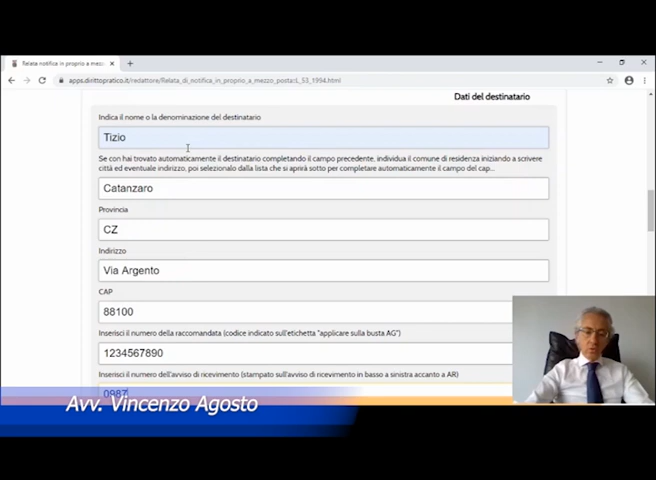 Relata notifica in proprio a mezzo
apps.dirittopratico.it/redattore/Relata_di_notifica_in_proprio_a_mezzo_posta:L_53_1994.html
Dati del destinatario
Indica il nome o la denominazione del destinatario
Tizio
Se con hai trovato automaticamente il destinatario completando il campo precedente, individua il comune di residenza iniziando a scrivere
città ed eventuale indirizzo, poi selezionalo dalla lista che si aprirà sotto per completare automaticamente il campo del cap...
Catanzaro
Provincia
CZ
Indirizzo
Via Argento
CAP
88100
Inserisci il numero della raccomandata (codice indicato sull'etichetta "applicare sulla busta AG")
1234567890
Inserisci il numero dell'avviso di ricevimento (stampato sull'avviso di ricevimento in basso a sinistra accanto a AR)
0987
Avv. Vincenzo Agosto